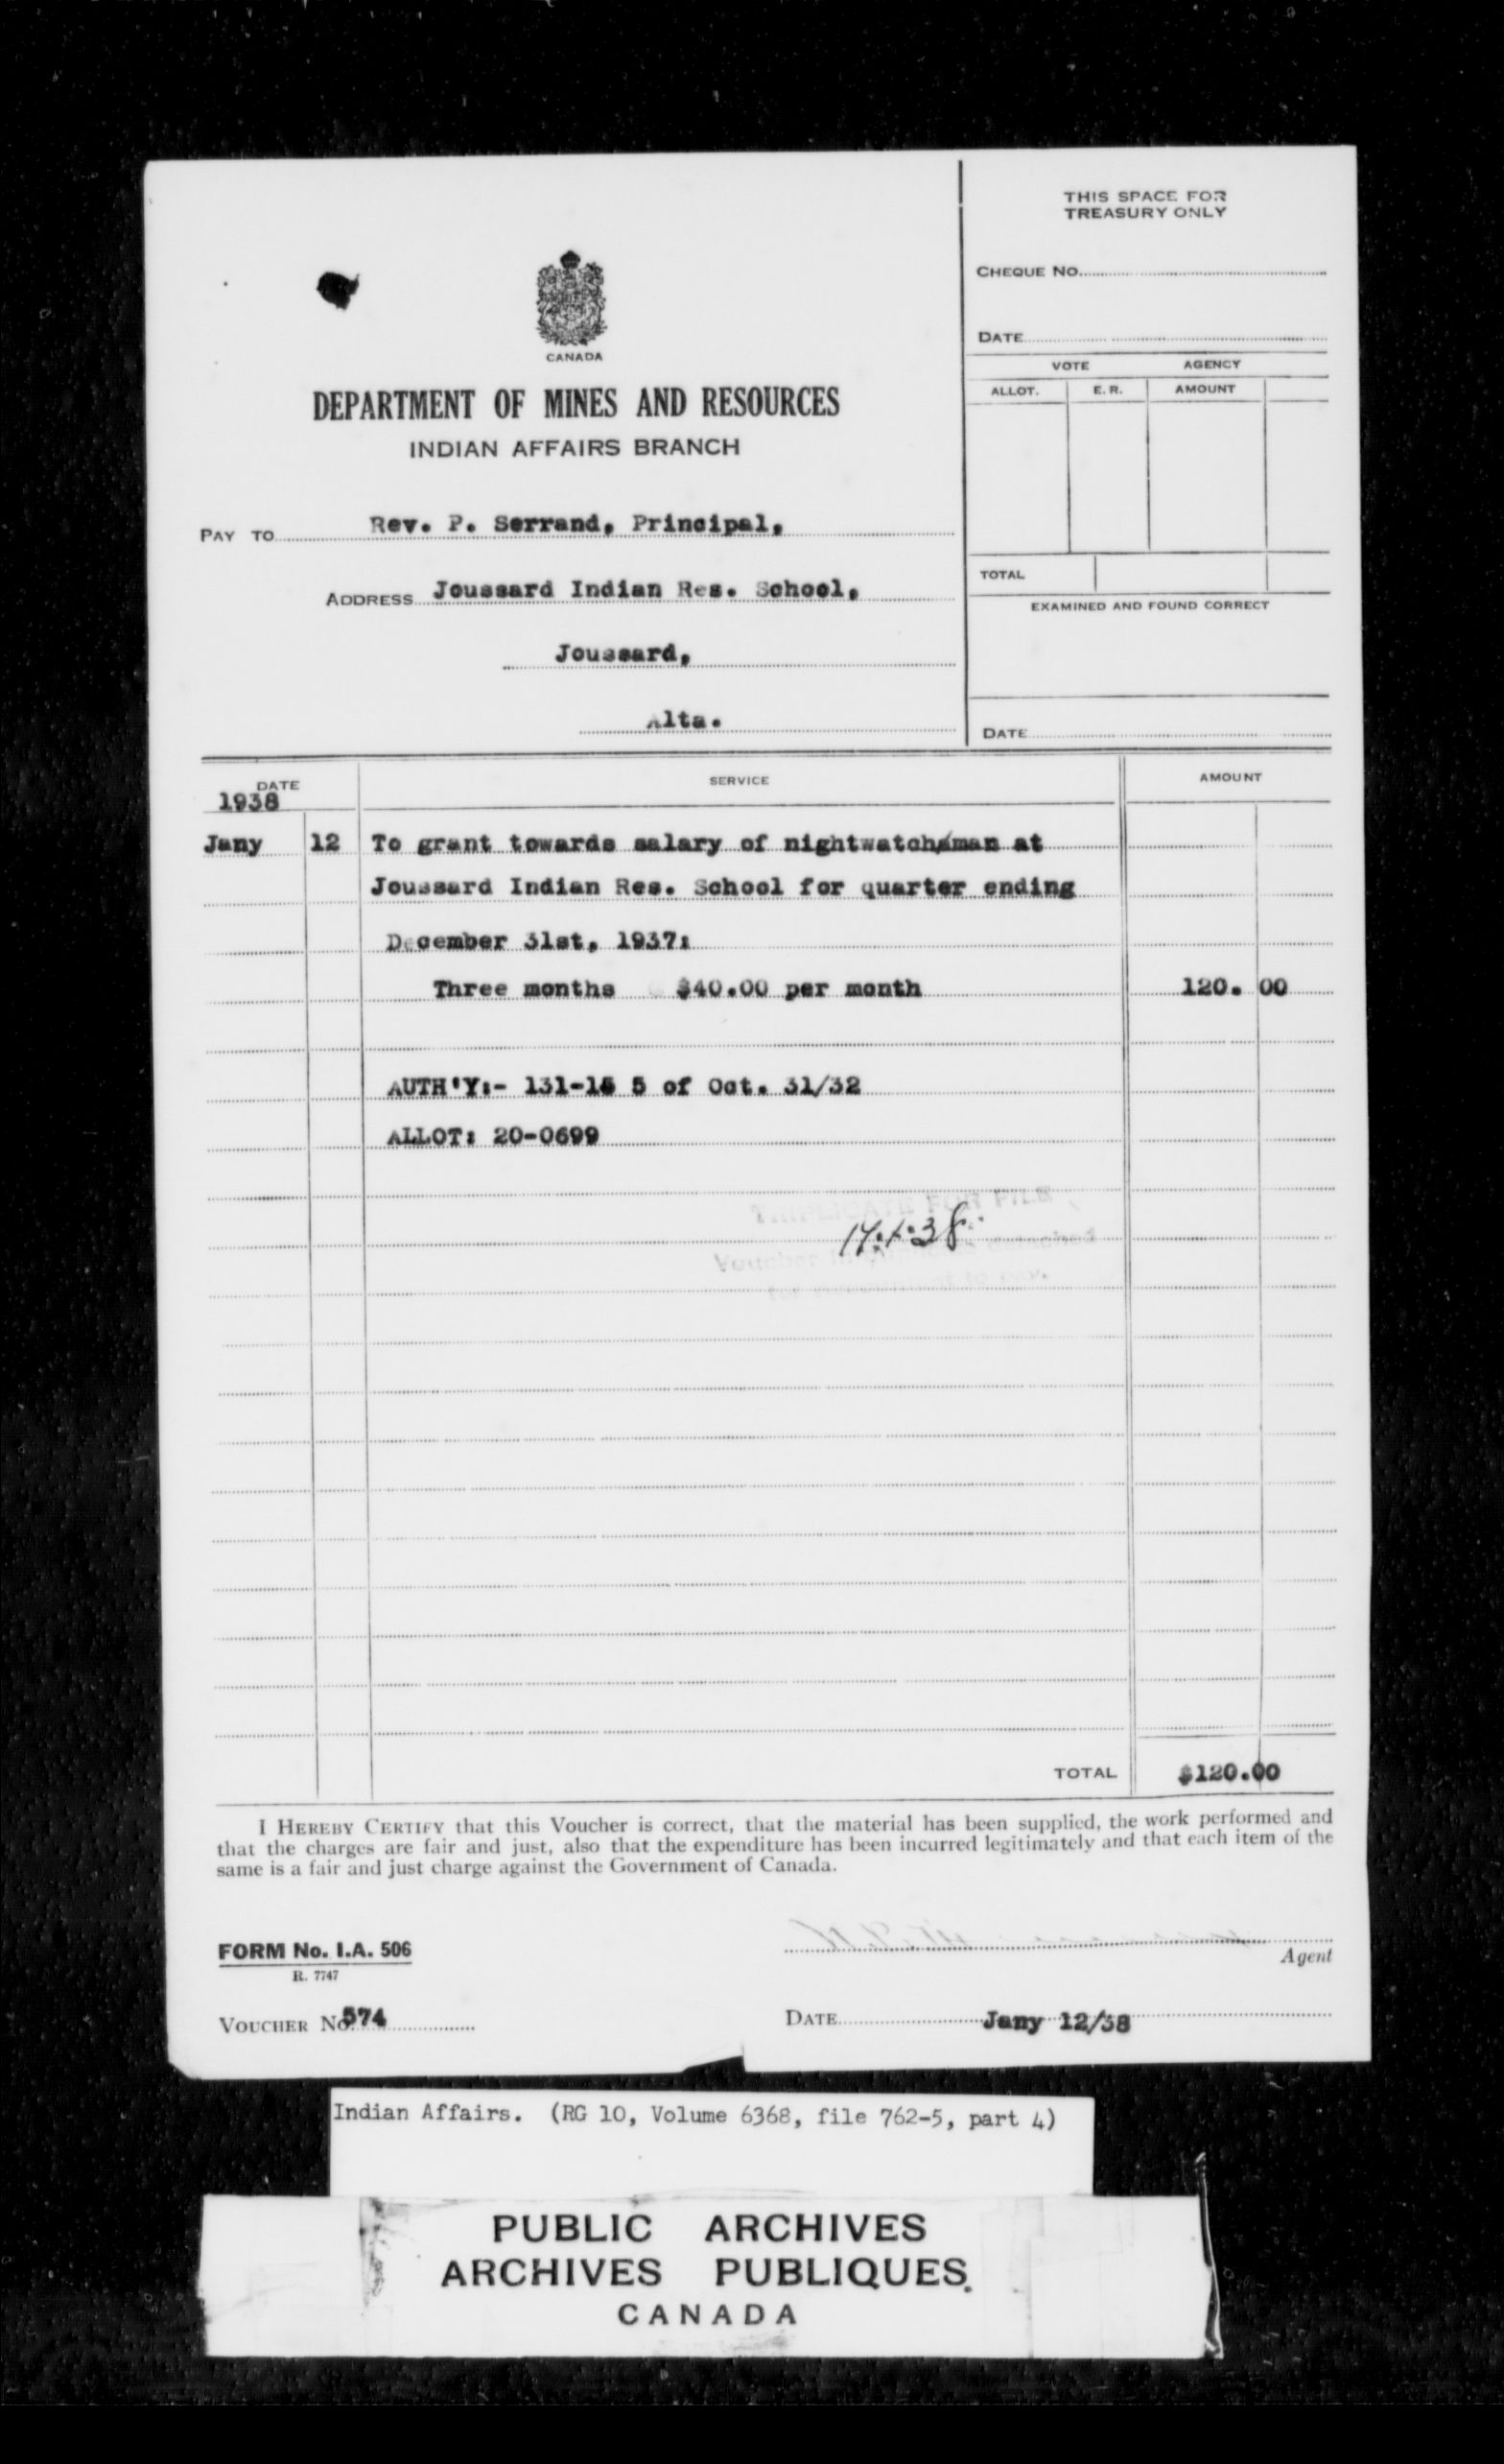 THIS SPACE FOR
TREASURY ONLY
CHEQUE NO.
DATE
VOTE AGENCY
ALLOT. E. R. AMOUNT
TOTAL
EXAMINED AND FOUND CORRECT
DATE
CANADA
DEPARTMENT OF MINES AND RESOURCES
INDIAN AFFAIRS BRANCH
PAY TO Rev. P. Serrand, Principal,
ADDRESS Joussard Indian Res. School,
Joussard,
Alta.
DATE SERVICE AMOUNT
1938
Jany 12 To grant towards salary of nightwatchman at
Joussard Indian Res. School for quarter ending
December 31st, 1937:
Three months $40.00 per month 120. 00
AUTH'Y:- 131-15 5 of Oct. 31/32
ALLOT: 20-0699
TRIPLICATE FOR FILE
Voucher
TOTAL $120.00
I HEREBY CERTIFY that this Voucher is correct, that the material has been supplied, the work performed and
that the charges are fair and just, also that the expenditure has been incurred legitimately and that each item of the
same is a fair and just charge against the Government of Canada.
FORM No. I.A. 506
R. 7747
Agent
VOUCHER No. 574
DATE Jany 12/38
Indian Affairs. (RG 10, Volume 6368, file 762-5, part 4)
PUBLIC ARCHIVES
ARCHIVES PUBLIQUES
CANADA